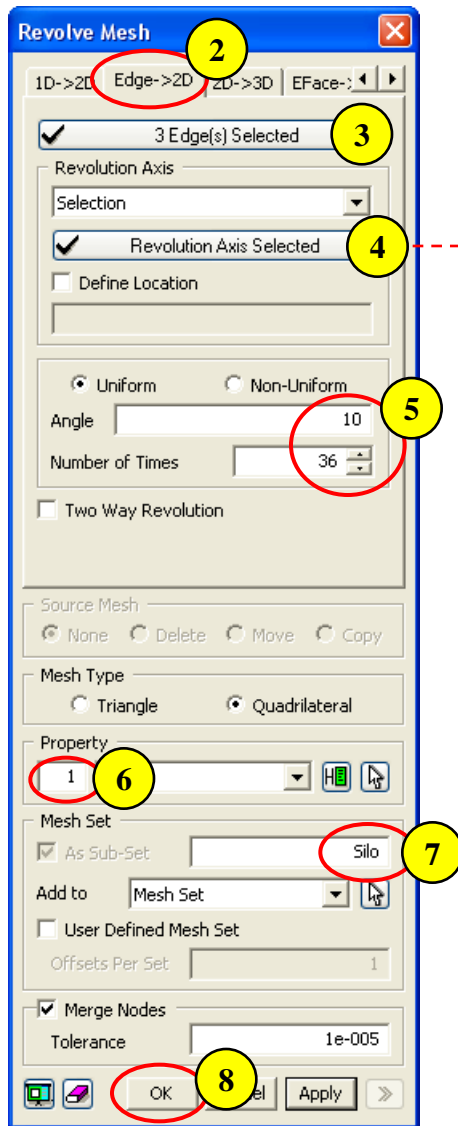 Revolve Mesh
2
1D->2D Edge->2D 2D->3D EFace->
3 Edge(s) Selected 3
Revolution Axis
Selection
Revolution Axis Selected 4
Define Location
Uniform Non-Uniform
5
Angle 10
Number of Times 36
Two Way Revolution
Source Mesh
None Delete Move Copy
Mesh Type
Triangle Quadrilateral
Property
1 6
Mesh Set
As Sub-Set Silo 7
Add to Mesh Set
User Defined Mesh Set
Offsets Per Set 1
Merge Nodes
Tolerance 1e-005
OK 8 Apply